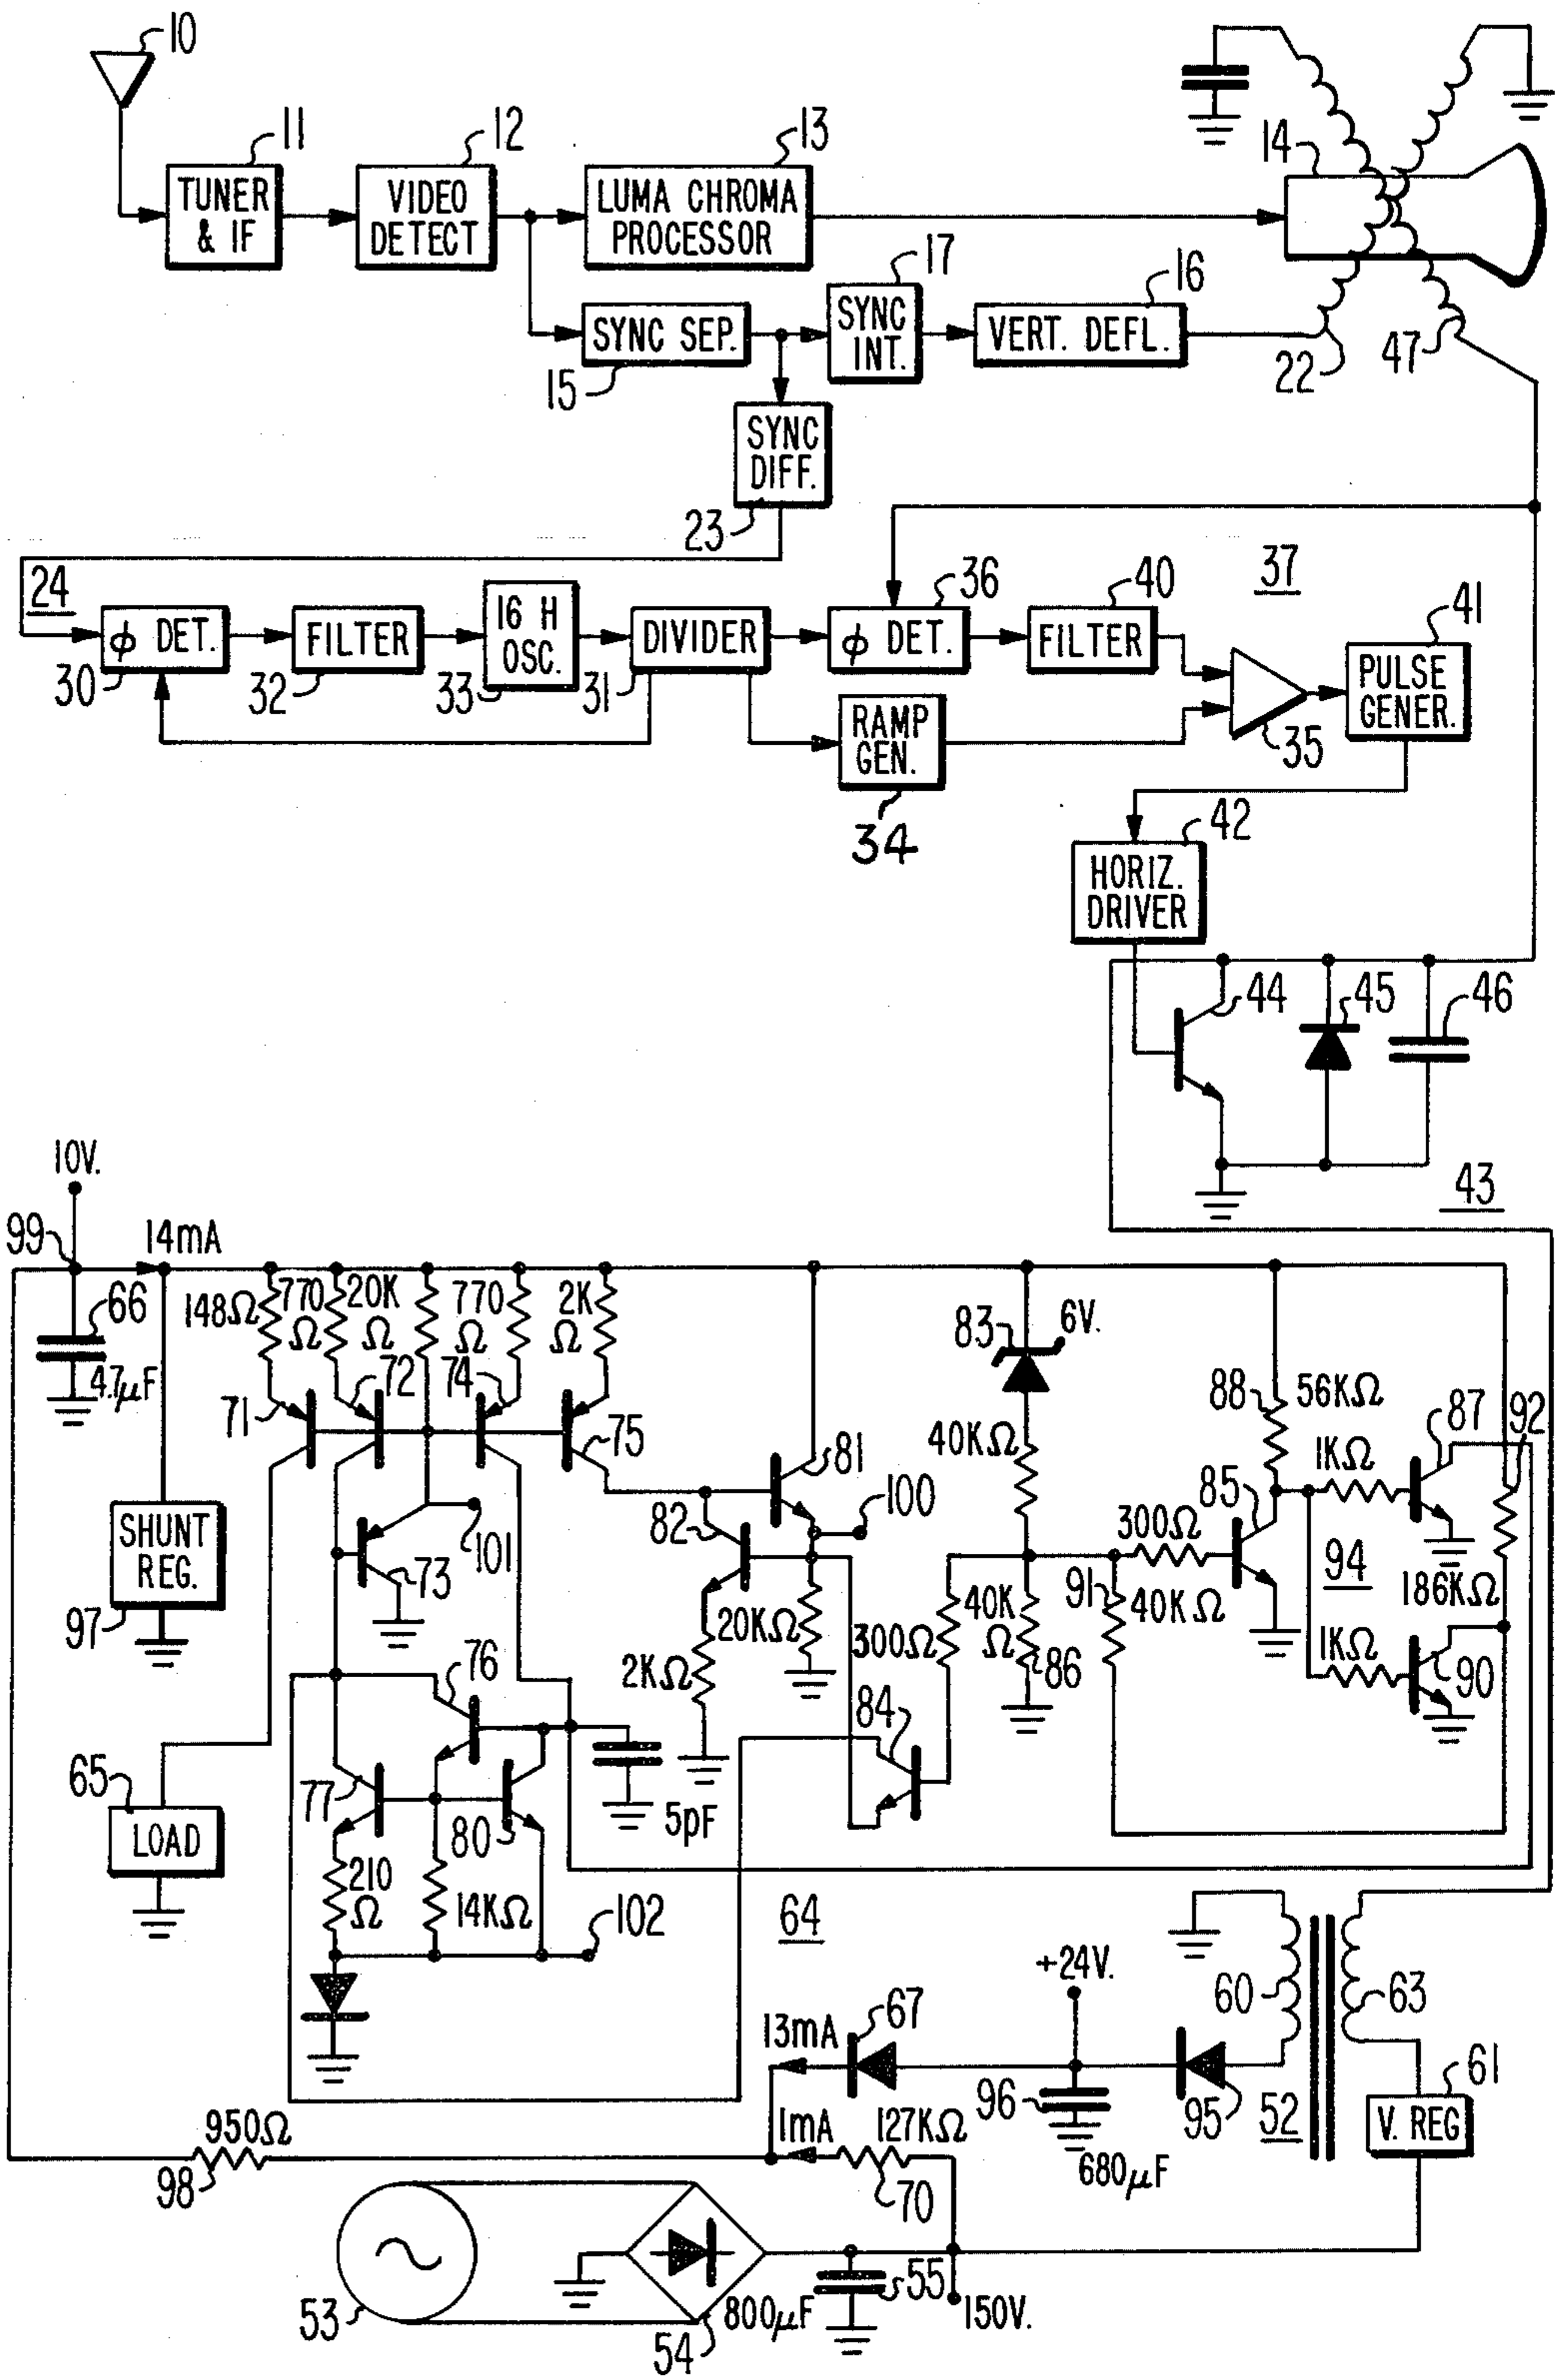 10
11
12
13
14
TUNER
& IF
VIDEO
DETECT
LUMA CHROMA
PROCESSOR
17
16
SYNC SEP.
SYNC
INT.
VERT. DEFL.
15
22
47
SYNC
DIFF.
23
24
36
40
37
41
ϕ DET.
FILTER
16 H
OSC.
DIVIDER
ϕ DET.
FILTER
PULSE
GENER.
30
32
33
31
RAMP
GEN.
35
34
42
HORIZ.
DRIVER
44
45
46
10V.
43
99
14mA
66
148Ω
770
Ω
20K
Ω
770
Ω
2K
Ω
83
6V.
4.7μF
71
72
74
75
88
56KΩ
87
92
40KΩ
81
1KΩ
100
85
82
300Ω
SHUNT
REG.
101
94
73
91
186KΩ
97
20KΩ
300Ω
40K
Ω
40KΩ
1KΩ
76
2KΩ
86
90
84
65
77
LOAD
80
5pF
210
Ω
14KΩ
102
64
+24V.
60
63
67
13mA
61
96
95
52
V. REG
950Ω
1mA
127KΩ
98
70
680μF
53
54
800μF
55
150V.